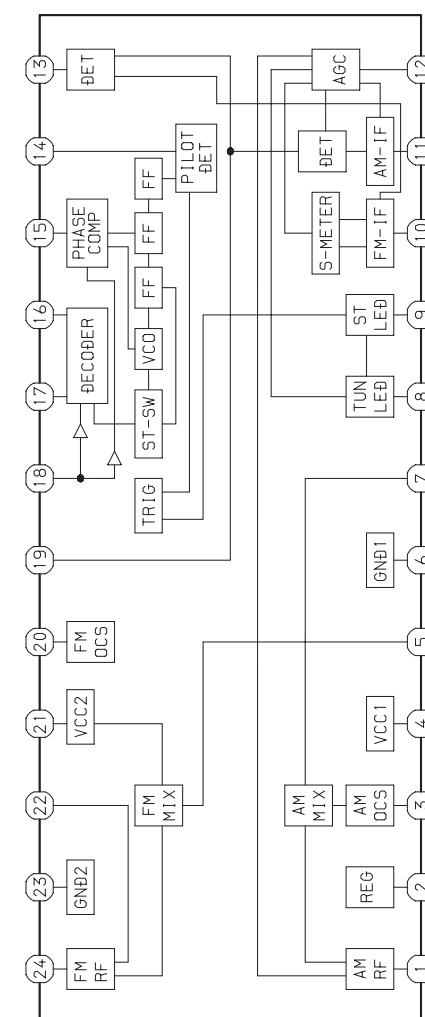 13
DET
AGC
12
14
PILOT
DET
DET
AM-IF
11
FF
15
PHASE
COMP
FF
S-METER
FM-IF
10
FF
16
DECODER
VCO
ST
LED
9
17
ST-SW
TUN
LED
8
18
TRIG
7
19
GND1
6
20
FM
OCS
5
21
VCC2
VCC1
4
22
FM
MIX
AM
MIX
AM
OCS
3
23
GND2
REG
2
24
FM
RF
AM
RF
1